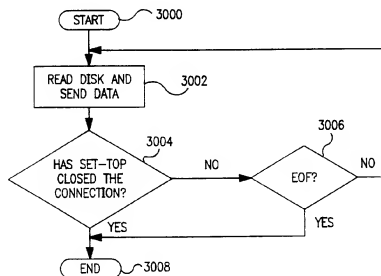 START
3000
READ DISK AND
SEND DATA
3002
HAS SET-TOP
CLOSED THE
CONNECTION?
3004
NO
3006
EOF?
NO
YES
YES
END
3008